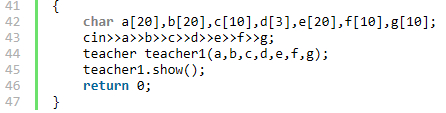 41 {
42 char a[20],b[20],c[10],d[3],e[20],f[10],g[10];
43 cin>>a>>b>>c>>d>>e>>f>>g;
44 teacher teacher1(a,b,c,d,e,f,g);
45 teacher1.show();
46 return 0;
47 }